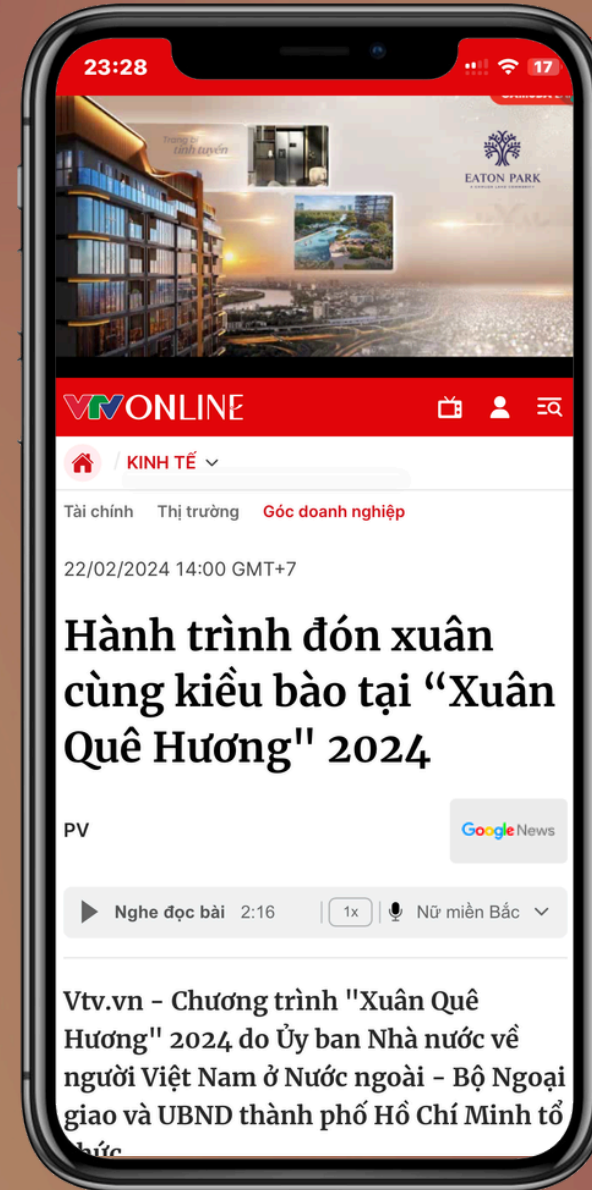 23:28
17
Trang bị
tinh tuyển
EATON PARK
VTV ONLINE
/ KINH TẾ
Tài chính Thị trường Góc doanh nghiệp
22/02/2024 14:00 GMT+7
Hành trình đón xuân
cùng kiều bào tại “Xuân
Quê Hương" 2024
PV
Google News
Nghe đọc bài 2:16 | 1x | Nữ miền Bắc
Vtv.vn - Chương trình "Xuân Quê
Hương" 2024 do Ủy ban Nhà nước về
người Việt Nam ở Nước ngoài - Bộ Ngoại
giao và UBND thành phố Hồ Chí Minh tổ